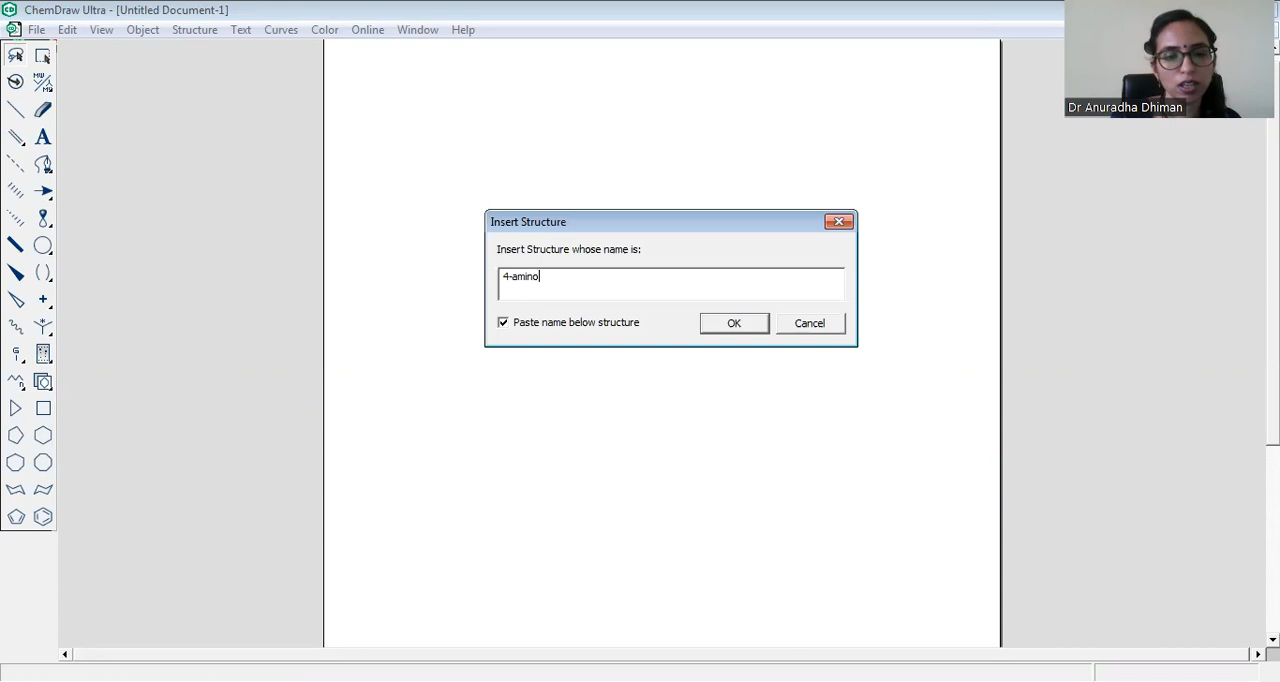 ChemDraw Ultra - [Untitled Document-1]
File Edit View Object Structure Text Curves Color Online Window Help
Dr Anuradha Dhiman
Insert Structure
Insert Structure whose name is:
4-amino
Paste name below structure
OK Cancel